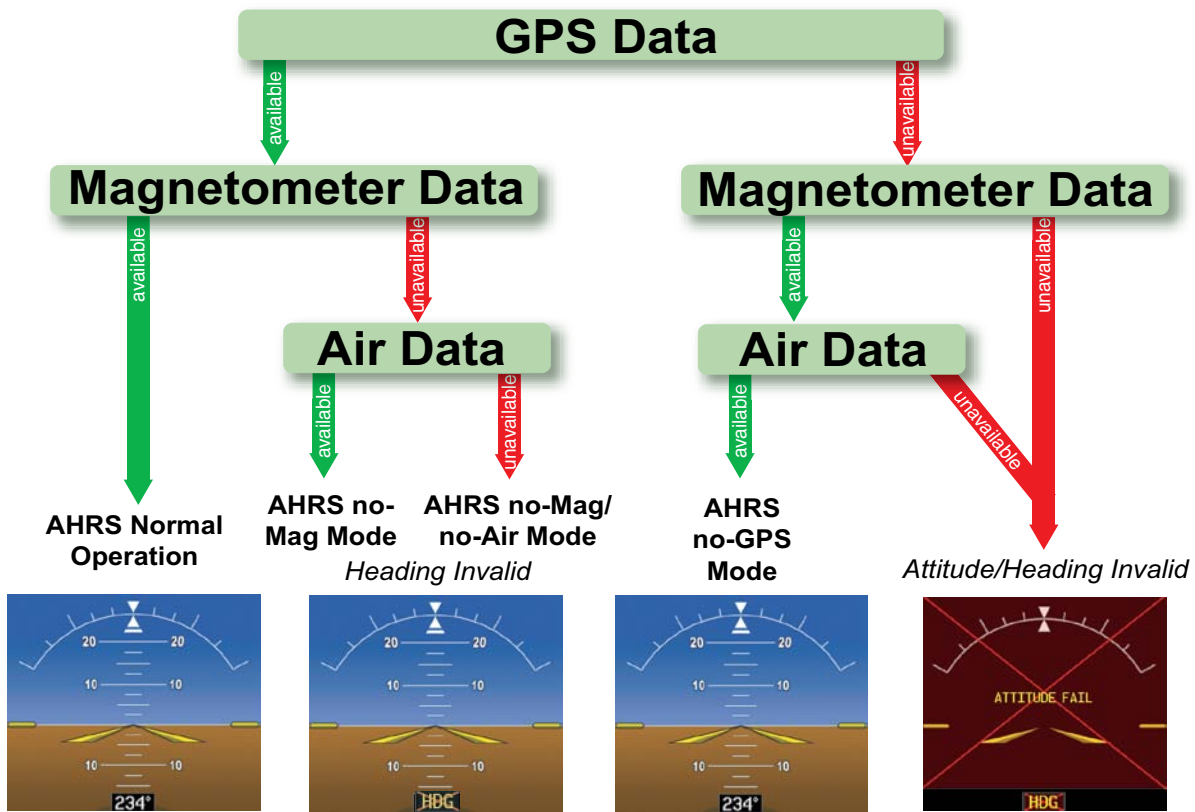 GPS Data
available
unavailable
Magnetometer Data
Magnetometer Data
available
unavailable
available
unavailable
Air Data
Air Data
available
unavailable
available
unavailable
AHRS Normal
Operation
AHRS no-
Mag Mode
AHRS no-Mag/
no-Air Mode
Heading Invalid
AHRS
no-GPS
Mode
Attitude/Heading Invalid
20 20
10 10
10 10
234°
20 20
10 10
10 10
HDG
20 20
10 10
10 10
234°
ATTITUDE FAIL
HDG